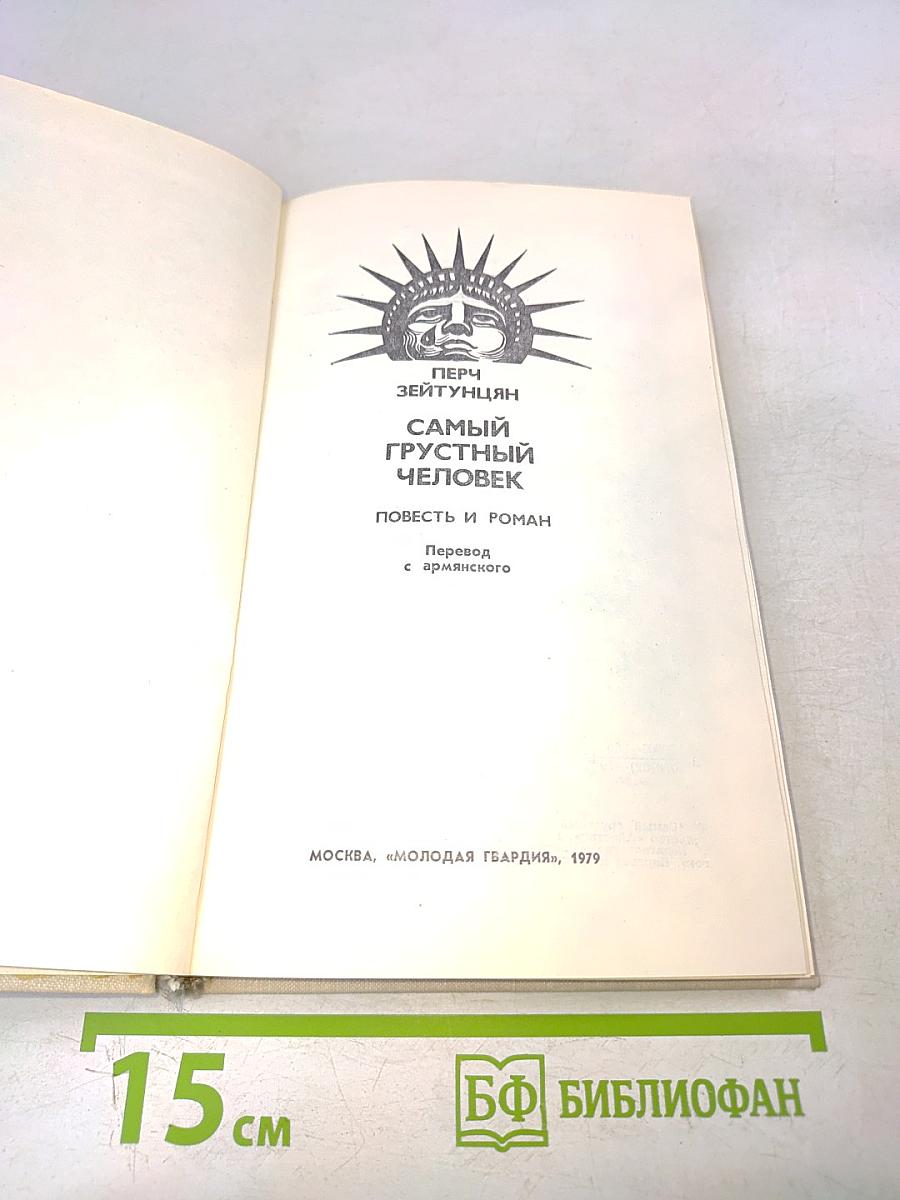 ПЕРЧ
ЗЕЙТУНЦЯН
САМЫЙ
ГРУСТНЫЙ
ЧЕЛОВЕК
ПОВЕСТЬ И РОМАН
Перевод
с армянского
МОСКВА, «МОЛОДАЯ ГВАРДИЯ», 1979
15 см
БФ БИБЛИОФАН